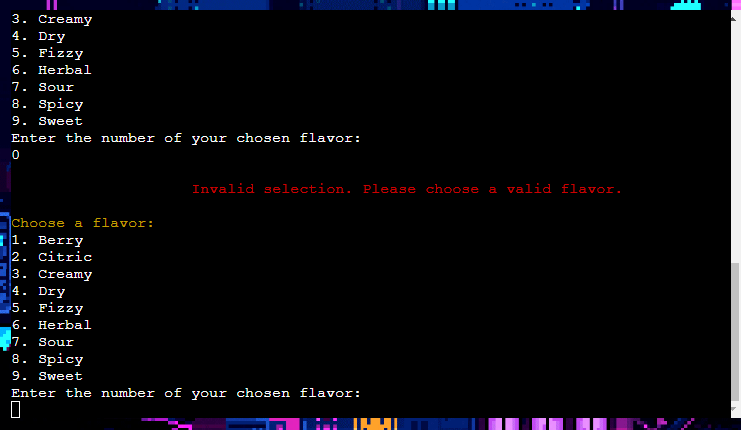 3. Creamy
4. Dry
5. Fizzy
6. Herbal
7. Sour
8. Spicy
9. Sweet
Enter the number of your chosen flavor:
0
Invalid selection. Please choose a valid flavor.
Choose a flavor:
1. Berry
2. Citric
3. Creamy
4. Dry
5. Fizzy
6. Herbal
7. Sour
8. Spicy
9. Sweet
Enter the number of your chosen flavor: